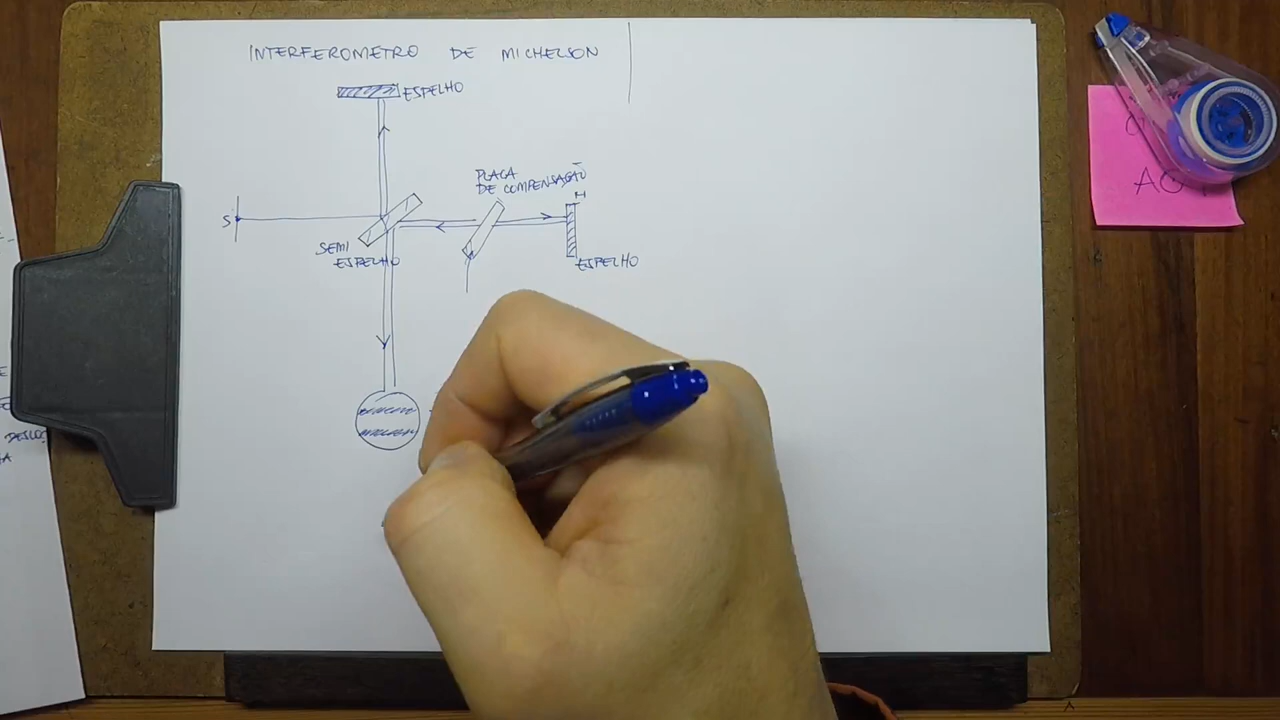 INTERFEROMETRO DE MICHELSON
ESPELHO
PLACA
DE COMPENSAÇÃO
S
SEMI
ESPELHO
ESPELHO